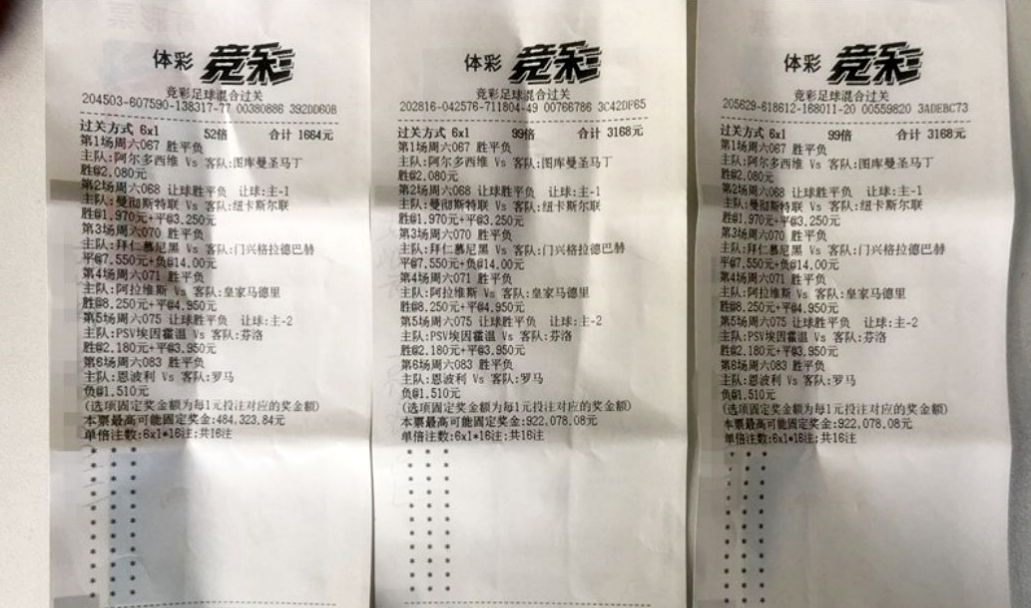 体彩 竞彩
竞彩足球混合过关
204503-607590-138317-77 00380886 392DD608
过关方式 6x1 52倍 合计 1664元
第1场周六067 胜平负
主队:阿尔多西维 Vs 客队:图库曼圣马丁
胜@2.080元
第2场周六068 让球胜平负 让球:主-1
主队:曼彻斯特联 Vs 客队:纽卡斯尔联
胜@1.970元+平@3.250元
第3场周六070 胜平负
主队:拜仁慕尼黑 Vs 客队:门兴格拉德巴赫
平@7.550元+负@14.00元
第4场周六071 胜平负
主队:阿拉维斯 Vs 客队:皇家马德里
胜@8.250元+平@4.950元
第5场周六075 让球胜平负 让球:主-2
主队:PSV埃因霍温 Vs 客队:芬洛
胜@2.180元+平@3.950元
第6场周六083 胜平负
主队:恩波利 Vs 客队:罗马
负@1.510元
(选项固定奖金额为每1元投注对应的奖金额)
本票最高可能固定奖金:484,323.84元
单倍注数:6x1*16注;共16注
体彩 竞彩
竞彩足球混合过关
202816-042576-711804-49 00766786 3C42DF65
过关方式 6x1 99倍 合计 3168元
第1场周六067 胜平负
主队:阿尔多西维 Vs 客队:图库曼圣马丁
胜@2.080元
第2场周六068 让球胜平负 让球:主-1
主队:曼彻斯特联 Vs 客队:纽卡斯尔联
胜@1.970元+平@3.250元
第3场周六070 胜平负
主队:拜仁慕尼黑 Vs 客队:门兴格拉德巴赫
平@7.550元+负@14.00元
第4场周六071 胜平负
主队:阿拉维斯 Vs 客队:皇家马德里
胜@8.250元+平@4.950元
第5场周六075 让球胜平负 让球:主-2
主队:PSV埃因霍温 Vs 客队:芬洛
胜@2.180元+平@3.950元
第6场周六083 胜平负
主队:恩波利 Vs 客队:罗马
负@1.510元
(选项固定奖金额为每1元投注对应的奖金额)
本票最高可能固定奖金:922,078.08元
单倍注数:6x1*16注;共16注
体彩 竞彩
竞彩足球混合过关
205629-618612-168011-20 00559820 3ADEBC73
过关方式 6x1 99倍 合计 3168元
第1场周六067 胜平负
主队:阿尔多西维 Vs 客队:图库曼圣马丁
胜@2.080元
第2场周六068 让球胜平负 让球:主-1
主队:曼彻斯特联 Vs 客队:纽卡斯尔联
胜@1.970元+平@3.250元
第3场周六070 胜平负
主队:拜仁慕尼黑 Vs 客队:门兴格拉德巴赫
平@7.550元+负@14.00元
第4场周六071 胜平负
主队:阿拉维斯 Vs 客队:皇家马德里
胜@8.250元+平@4.950元
第5场周六075 让球胜平负 让球:主-2
主队:PSV埃因霍温 Vs 客队:芬洛
胜@2.180元+平@3.950元
第6场周六083 胜平负
主队:恩波利 Vs 客队:罗马
负@1.510元
(选项固定奖金额为每1元投注对应的奖金额)
本票最高可能固定奖金:922,078.08元
单倍注数:6x1*16注;共16注